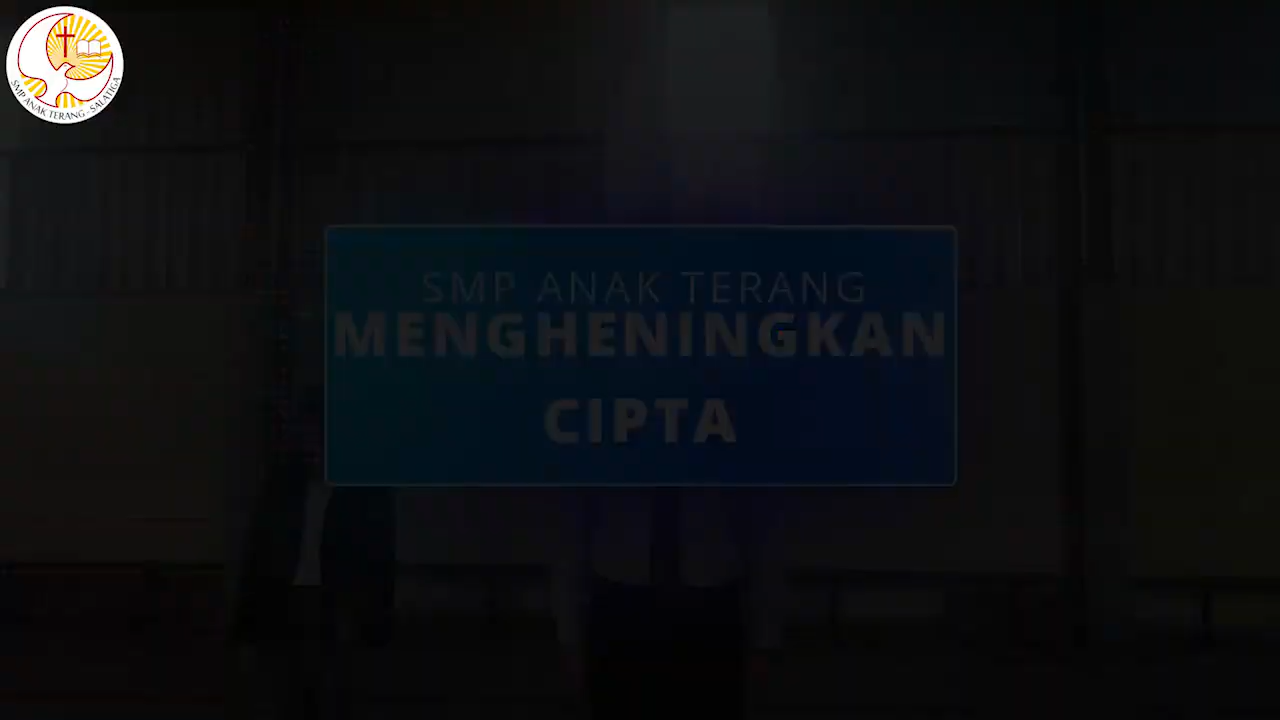 SMP ANAK TERANG - SALATIGA
SMP ANAK TERANG
MENGHENINGKAN
CIPTA